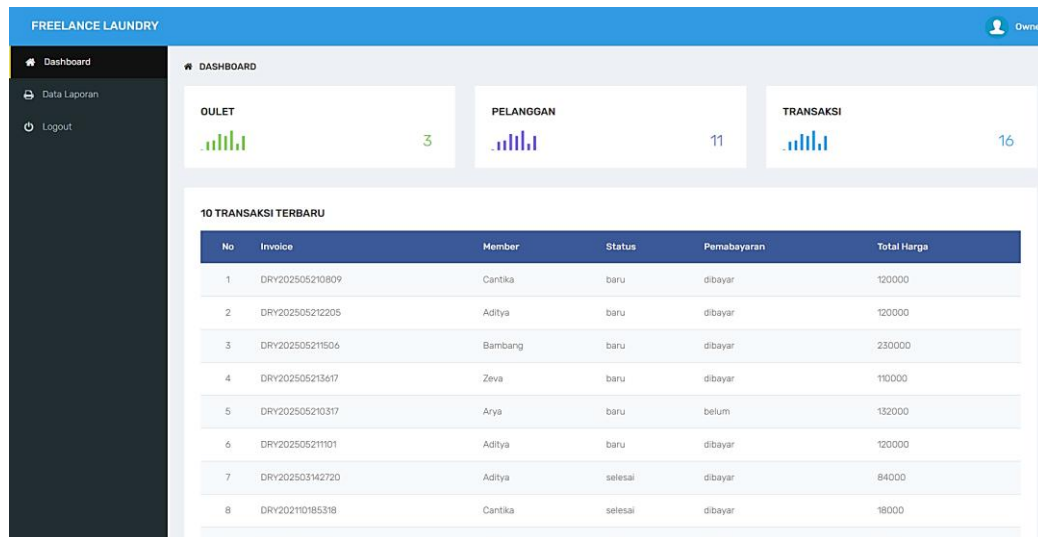 FREELANCE LAUNDRY
Owne
Dashboard
Data Laporan
Logout
DASHBOARD
OULET
3
PELANGGAN
11
TRANSAKSI
16
10 TRANSAKSI TERBARU
No Invoice Member Status Pemabayaran Total Harga
1 DRY202505210809 Cantika baru dibayar 120000
2 DRY202505212205 Aditya baru dibayar 120000
3 DRY202505211506 Bambang baru dibayar 230000
4 DRY202505213617 Zeva baru dibayar 110000
5 DRY202505210317 Arya baru belum 132000
6 DRY202505211101 Aditya baru dibayar 120000
7 DRY202503142720 Aditya selesai dibayar 84000
8 DRY202110185318 Cantika selesai dibayar 18000